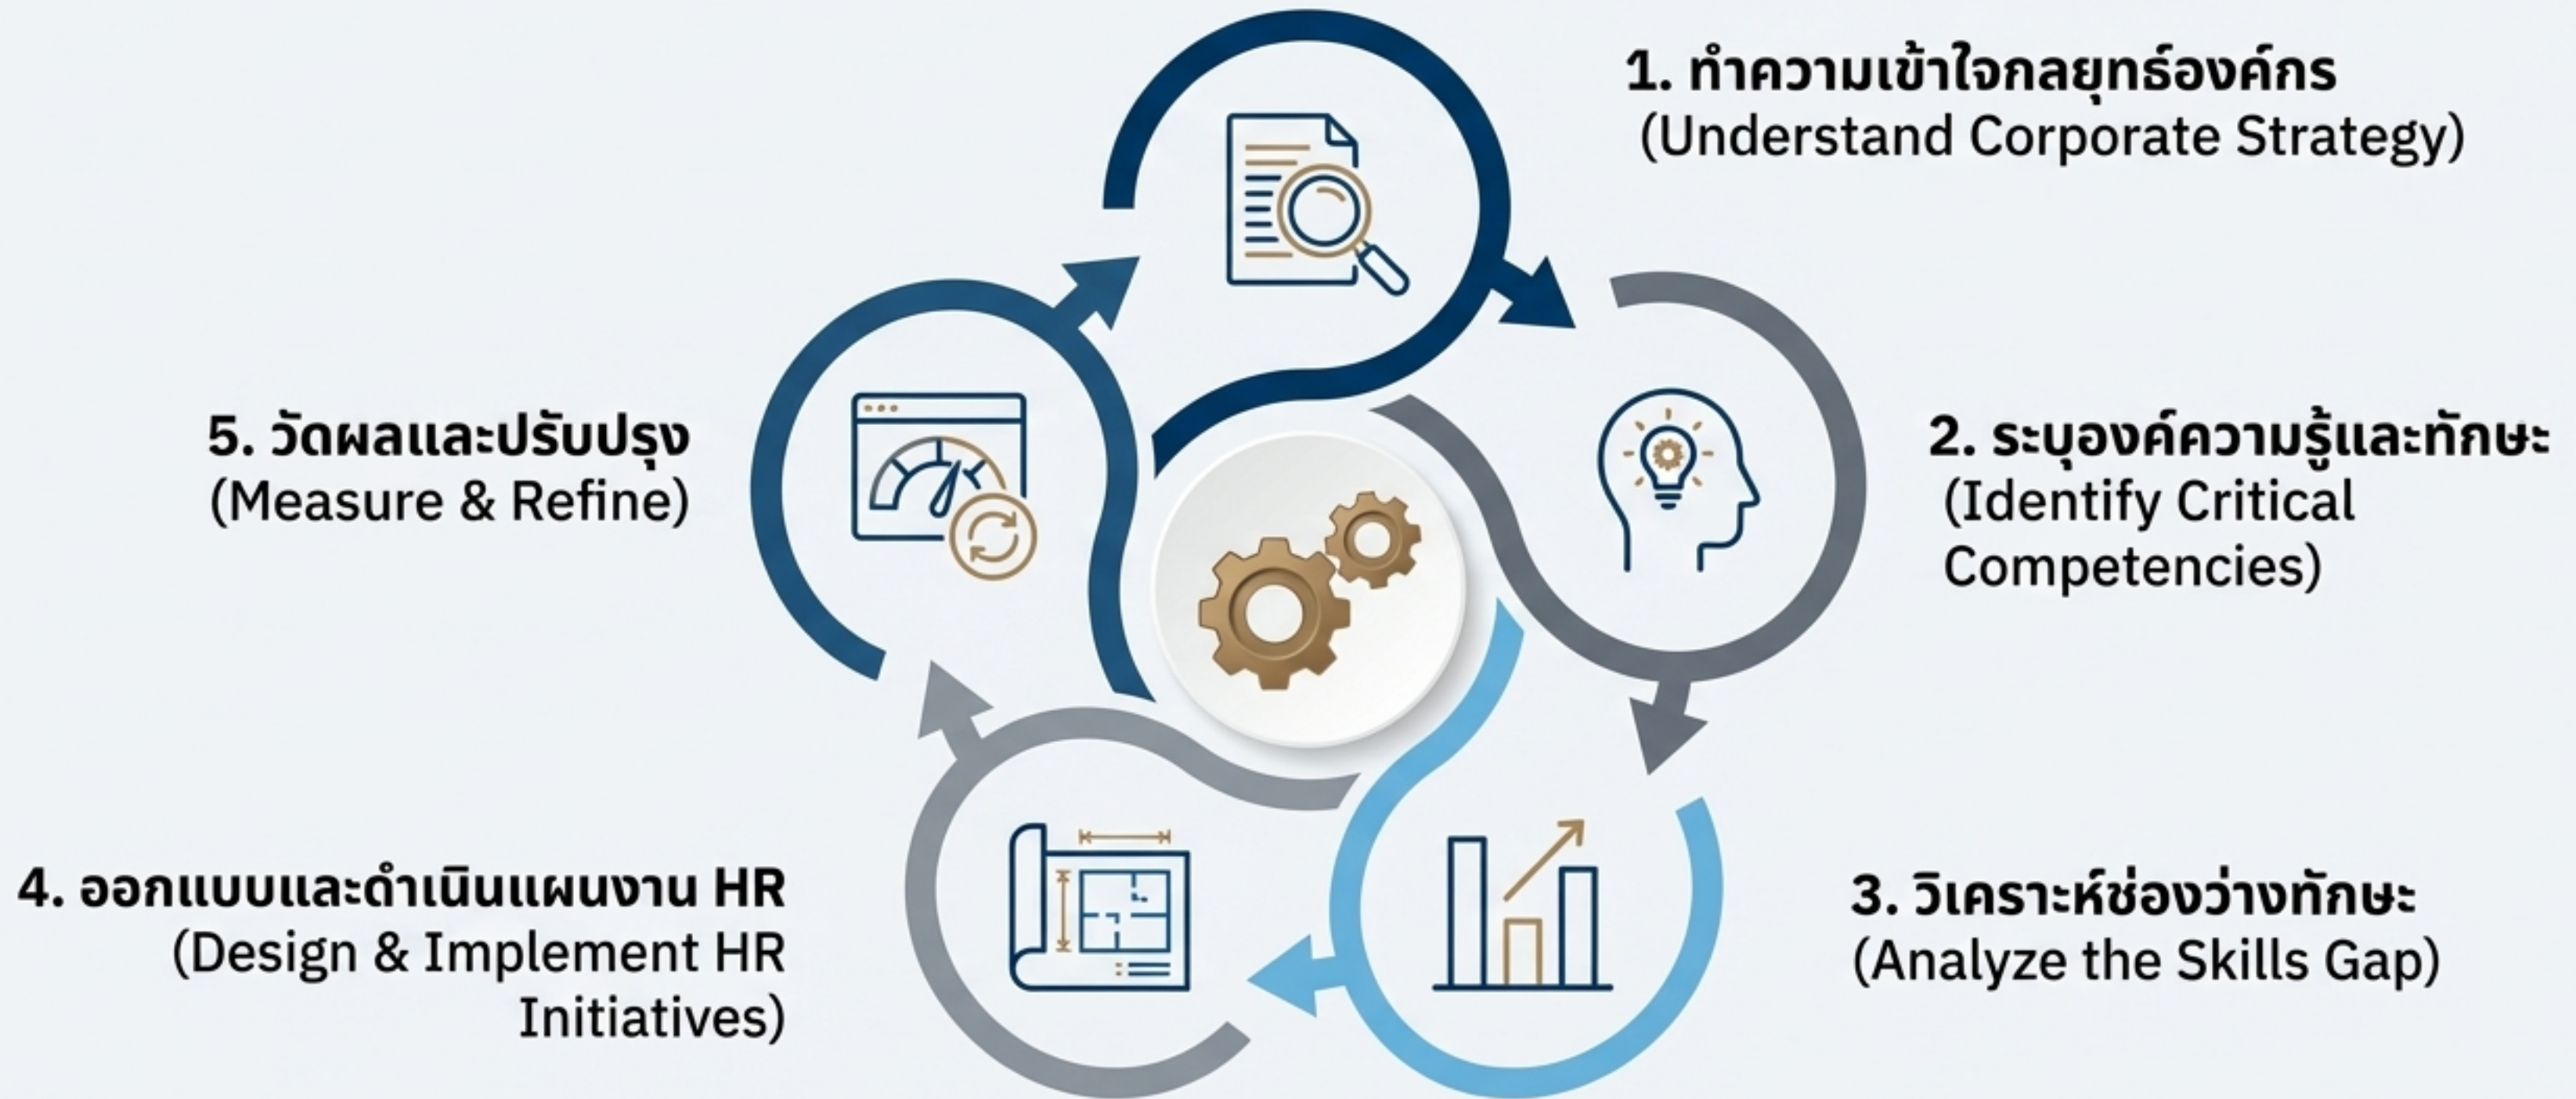 1. ทำความเข้าใจกลยุทธ์องค์กร
(Understand Corporate Strategy)
2. ระบุองค์ความรู้และทักษะ
(Identify Critical
Competencies)
3. วิเคราะห์ช่องว่างทักษะ
(Analyze the Skills Gap)
4. ออกแบบและดำเนินแผนงาน HR
(Design & Implement HR
Initiatives)
5. วัดผลและปรับปรุง
(Measure & Refine)